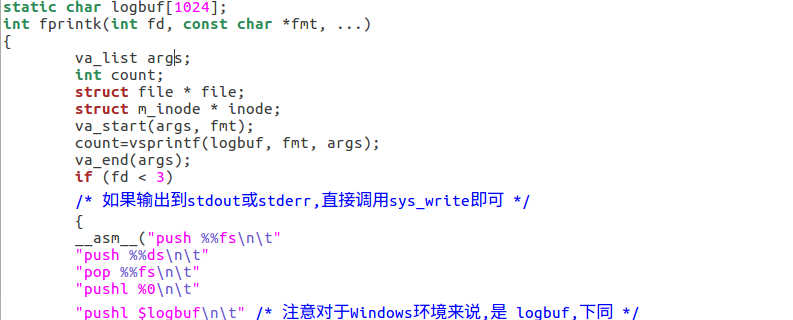 static char logbuf[1024];
int fprintk(int fd, const char *fmt, ...)
{
va_list args;
int count;
struct file * file;
struct m_inode * inode;
va_start(args, fmt);
count=vsprintf(logbuf, fmt, args);
va_end(args);
if (fd < 3)
/* 如果输出到stdout或stderr,直接调用sys_write即可 */
{
__asm__("push %%fs\n\t"
"push %%ds\n\t"
"pop %%fs\n\t"
"pushl %0\n\t"
"pushl $logbuf\n\t" /* 注意对于Windows环境来说,是 logbuf,下同 */